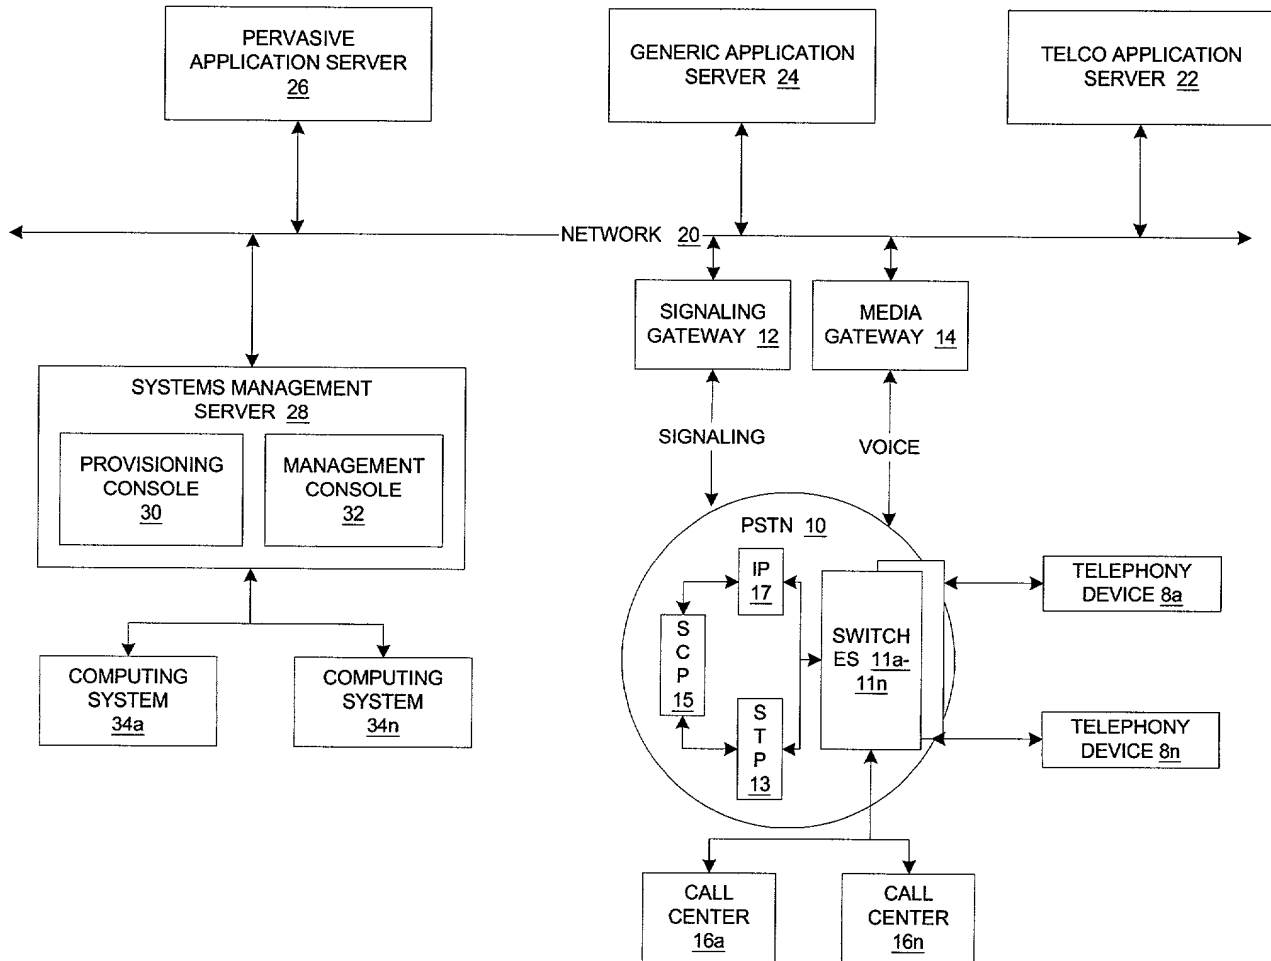 PERVASIVE
APPLICATION SERVER
26
GENERIC APPLICATION
SERVER 24
TELCO APPLICATION
SERVER 22
NETWORK 20
SIGNALING
GATEWAY 12
MEDIA
GATEWAY 14
SYSTEMS MANAGEMENT
SERVER 28
PROVISIONING
CONSOLE
30
MANAGEMENT
CONSOLE
32
SIGNALING
VOICE
PSTN 10
IP
17
S
C
P
15
S
T
P
13
SWITCH
ES 11a-
11n
TELEPHONY
DEVICE 8a
TELEPHONY
DEVICE 8n
COMPUTING
SYSTEM
34a
COMPUTING
SYSTEM
34n
CALL
CENTER
16a
CALL
CENTER
16n